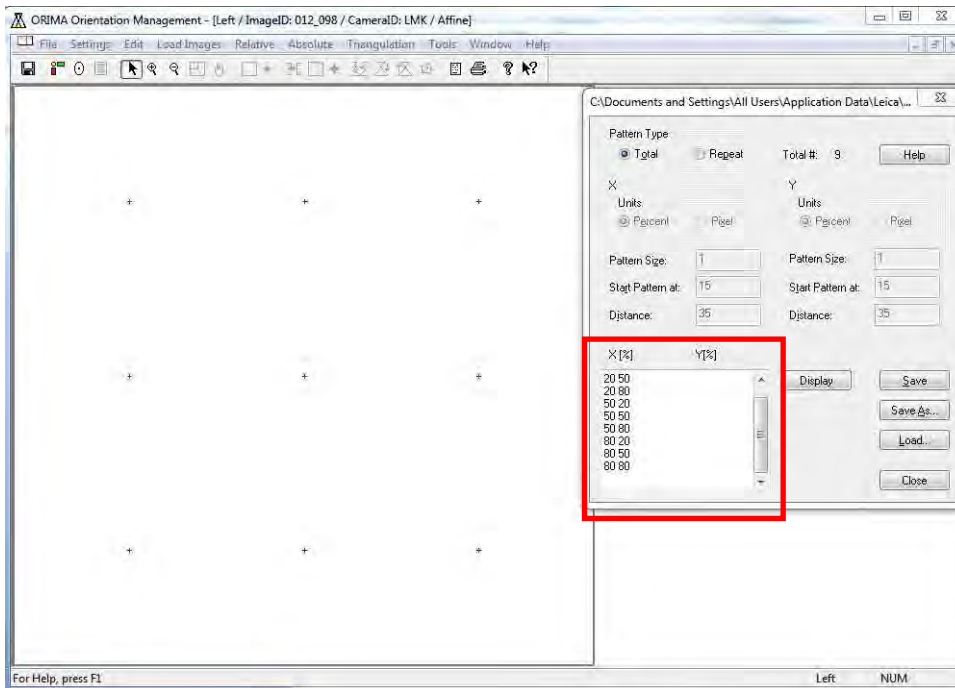 ORIMA Orientation Management - [Left / ImageID: 012_098 / CameraID: LMK / Affine]
File Settings Edit Load Images Relative Absolute Triangulation Tools Window Help
C:\Documents and Settings\All Users\Application Data\Leica\...
Pattern Type
Total Repeat Total #: 9 Help
X Y
Units Units
Percent Pixel Percent Pixel
Pattern Size: 1 Pattern Size: 1
Start Pattern at: 15 Start Pattern at: 15
Distance: 35 Distance: 35
X [%] Y[%]
20 50 Display Save
20 80
50 20
50 50 Save As...
50 80
80 20 Load...
80 50
80 80
Close
For Help, press F1 Left NUM